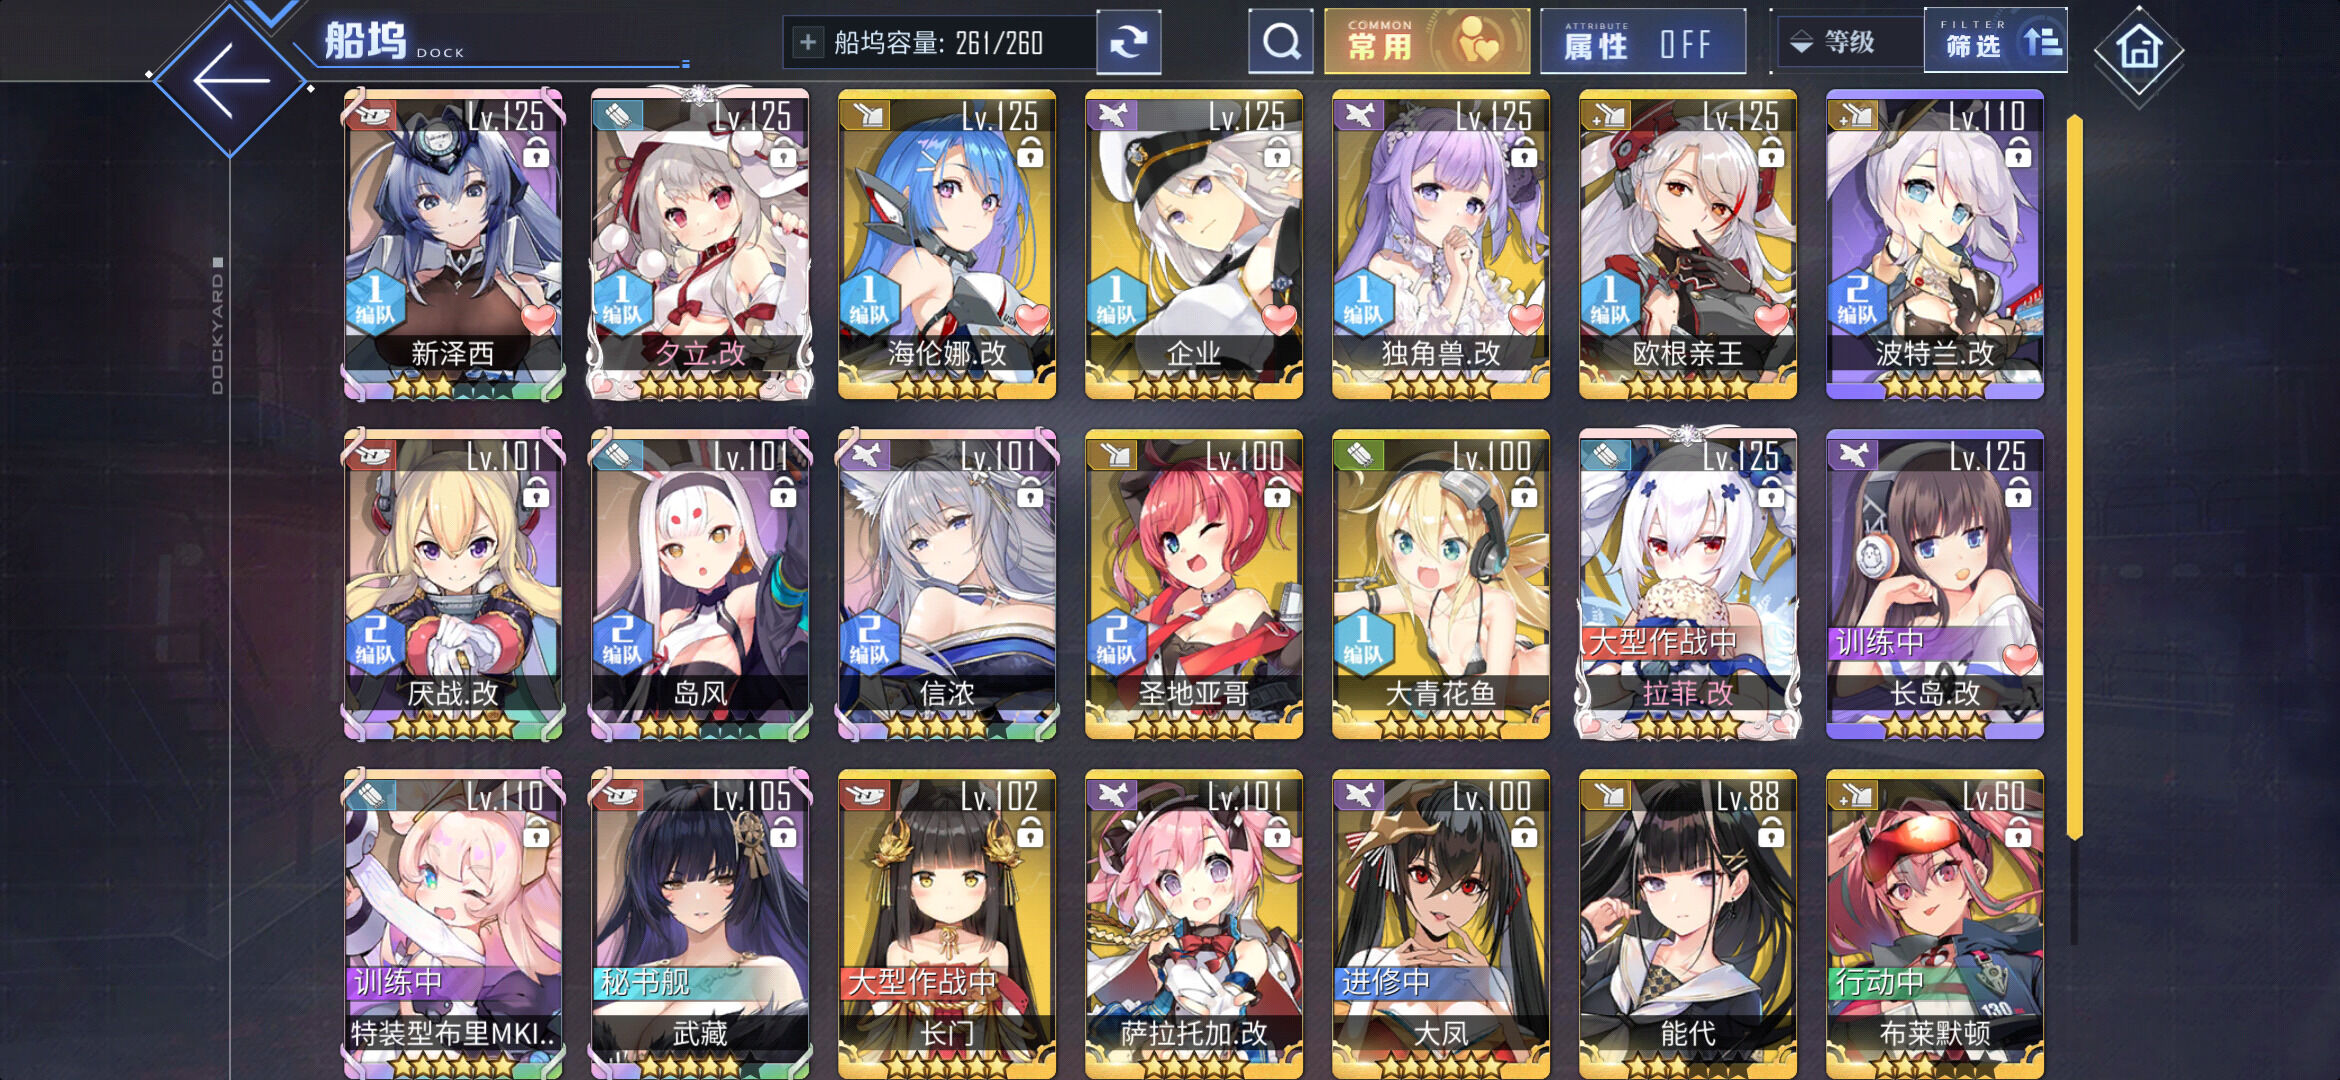 船坞 DOCK
船坞容量: 261/260
COMMON
常用
ATTRIBUTE
属性 OFF
等级
FILTER
筛选
DOCKYARD
Lv.125
1
编队
新泽西
Lv.125
1
编队
夕立.改
Lv.125
1
编队
海伦娜.改
Lv.125
1
编队
企业
Lv.125
1
编队
独角兽.改
Lv.125
1
编队
欧根亲王
Lv.110
2
编队
波特兰.改
Lv.101
2
编队
厌战.改
Lv.101
2
编队
岛风
Lv.101
2
编队
信浓
Lv.100
2
编队
圣地亚哥
Lv.100
1
编队
大青花鱼
Lv.125
大型作战中
拉菲.改
Lv.125
训练中
长岛.改
Lv.110
训练中
特装型布里MKI..
Lv.105
秘书舰
武藏
Lv.102
大型作战中
长门
Lv.101
萨拉托加.改
Lv.100
进修中
大凤
Lv.88
能代
Lv.60
130
行动中
布莱默顿